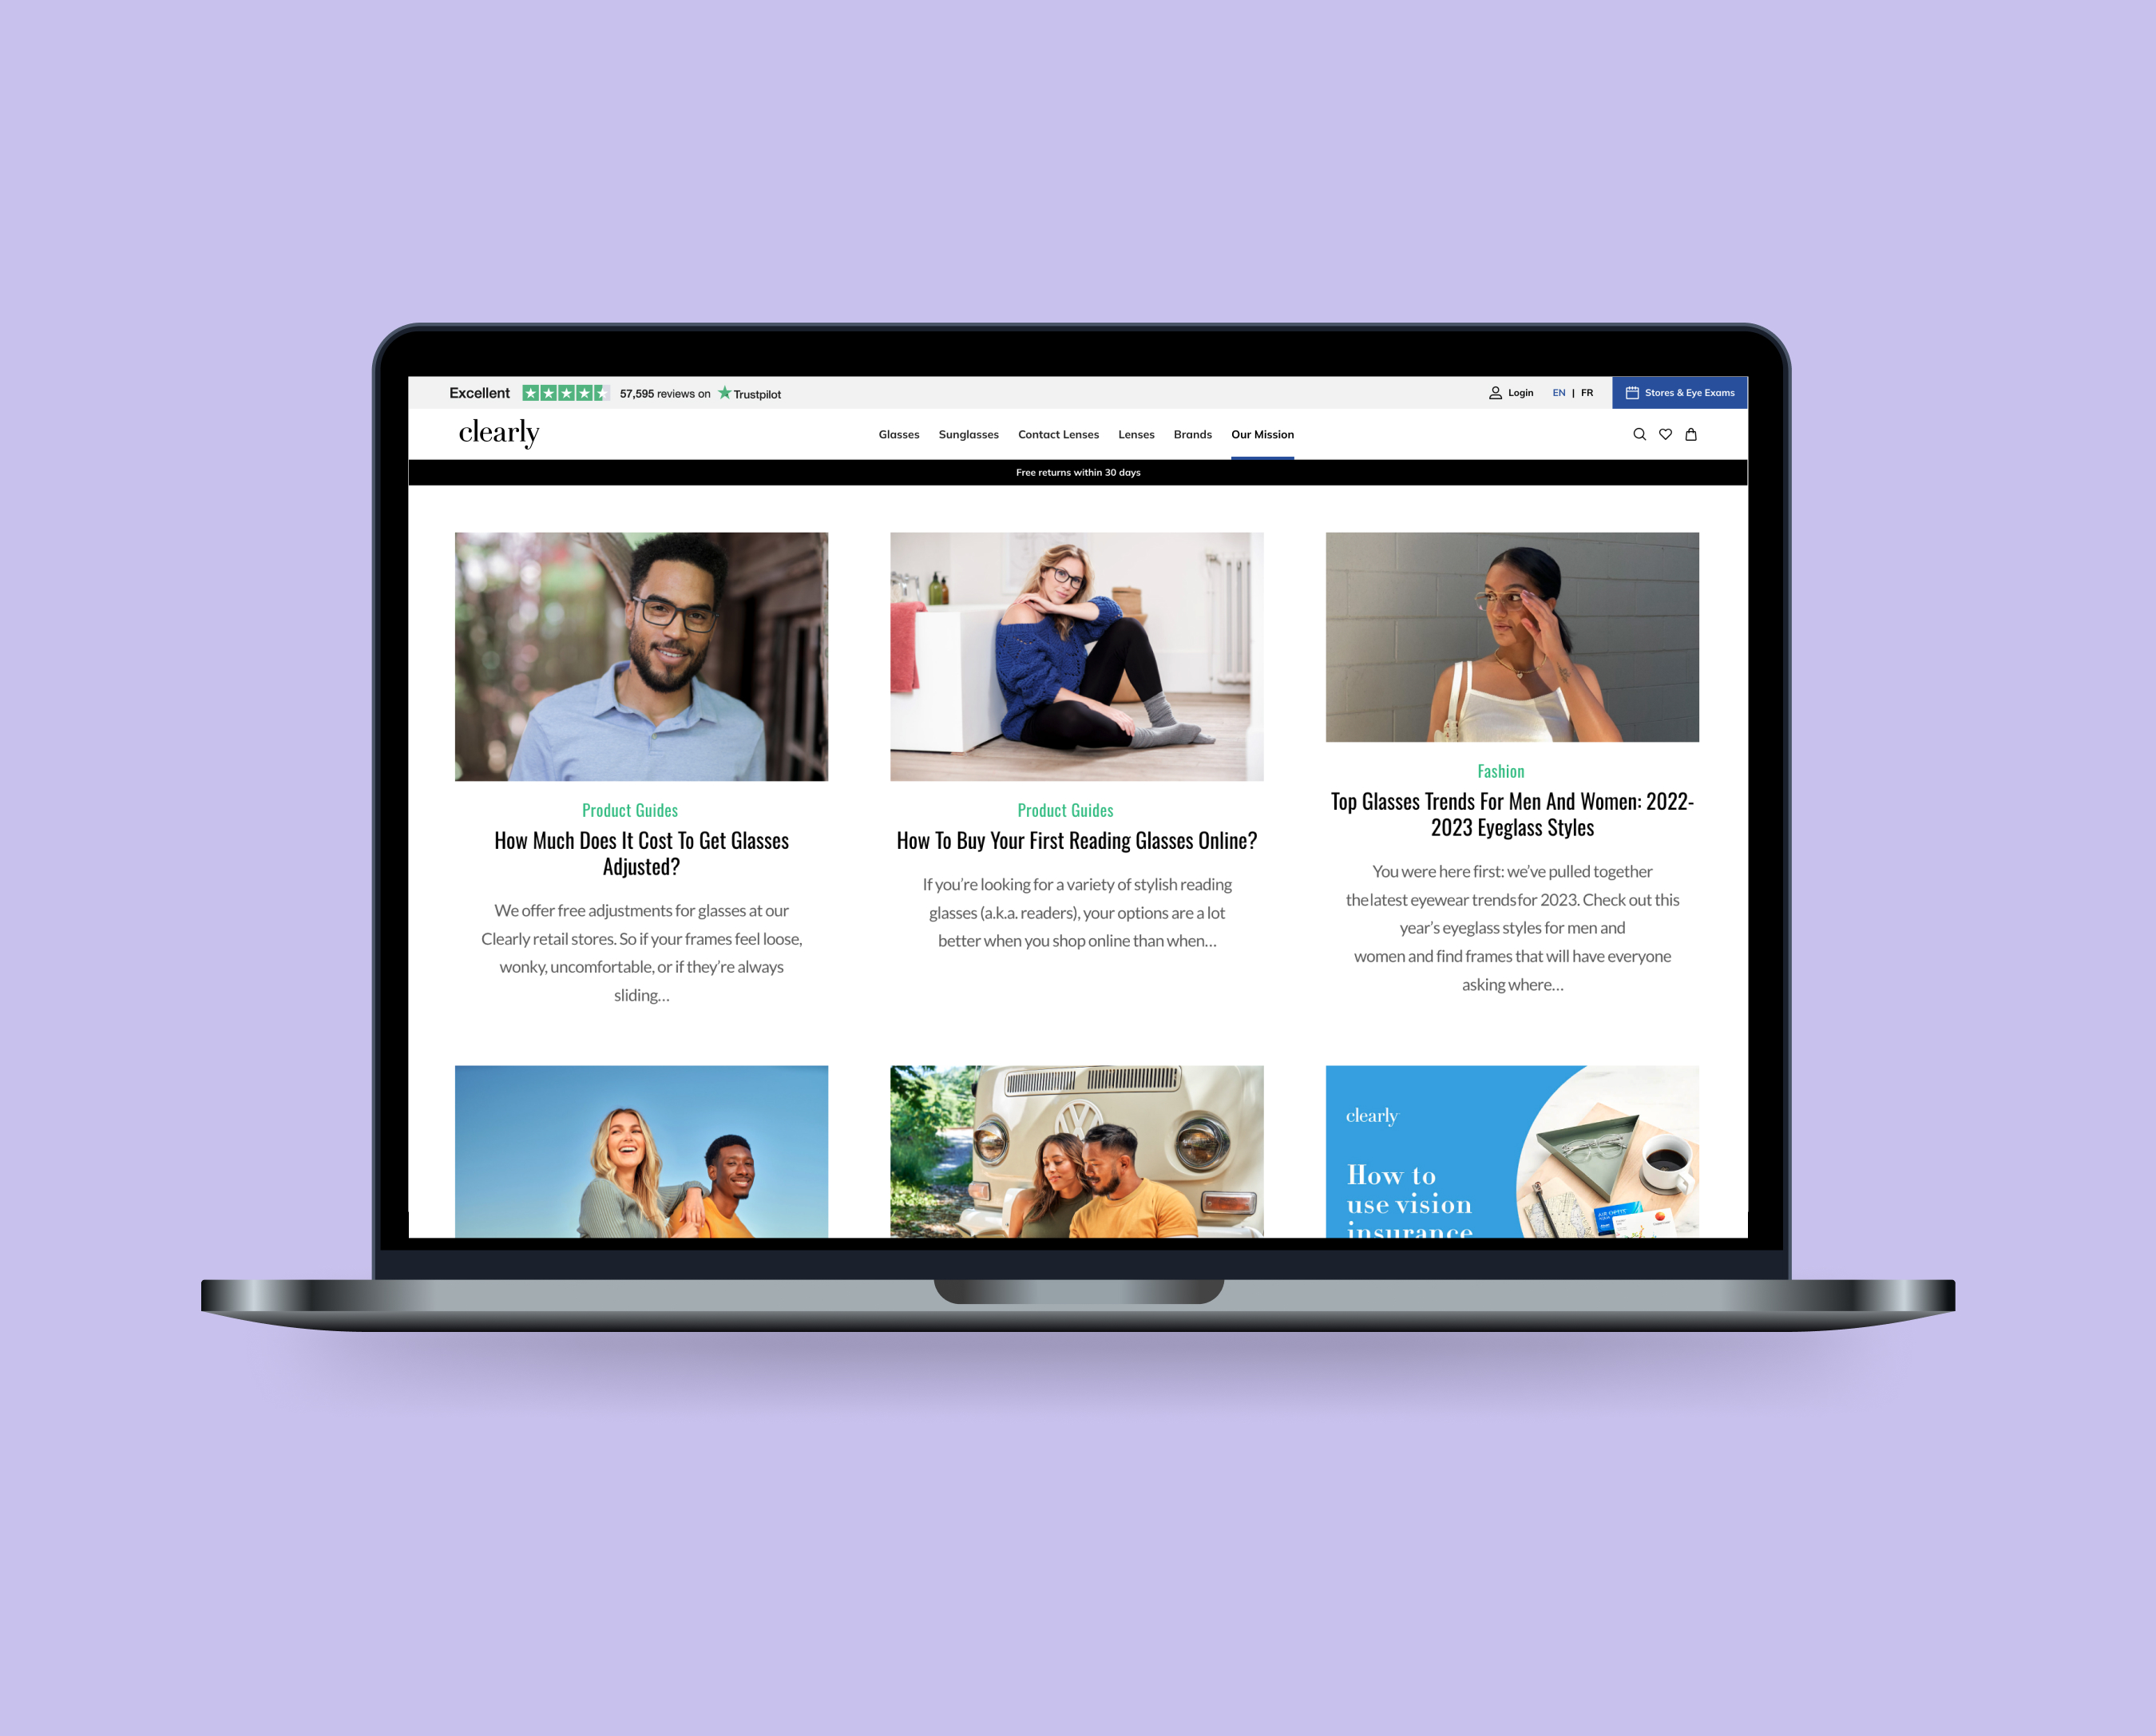 Excellent 57,595 reviews on Trustpilot
Login EN | FR Stores & Eye Exams
clearly Glasses Sunglasses Contact Lenses Lenses Brands Our Mission
Free returns within 30 days
Product Guides
How Much Does It Cost To Get Glasses
Adjusted?
We offer free adjustments for glasses at our
Clearly retail stores. So if your frames feel loose,
wonky, uncomfortable, or if they’re always
sliding...
Product Guides
How To Buy Your First Reading Glasses Online?
If you’re looking for a variety of stylish reading
glasses (a.k.a. readers), your options are a lot
better when you shop online than when...
Fashion
Top Glasses Trends For Men And Women: 2022-
2023 Eyeglass Styles
You were here first: we’ve pulled together
the latest eyewear trends for 2023. Check out this
year’s eyeglass styles for men and
women and find frames that will have everyone
asking where...
clearly
How to
use vision
insurance
AIR OPTIX